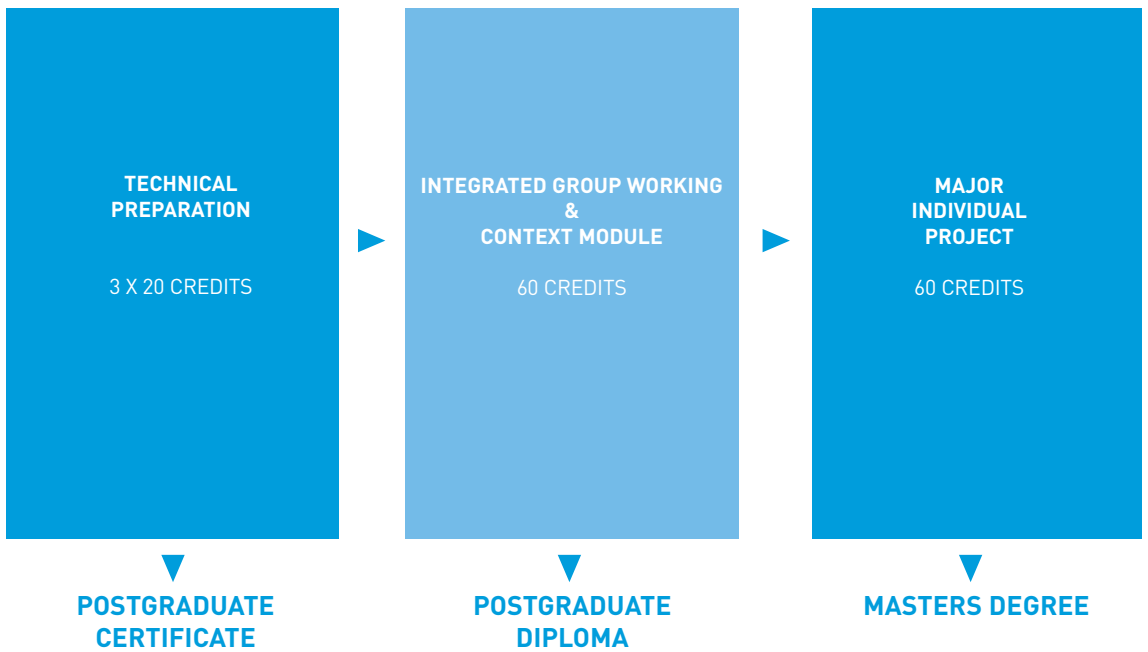 TECHNICAL
PREPARATION
3 X 20 CREDITS
INTEGRATED GROUP WORKING
&
CONTEXT MODULE
60 CREDITS
MAJOR
INDIVIDUAL
PROJECT
60 CREDITS
POSTGRADUATE
CERTIFICATE
POSTGRADUATE
DIPLOMA
MASTERS DEGREE